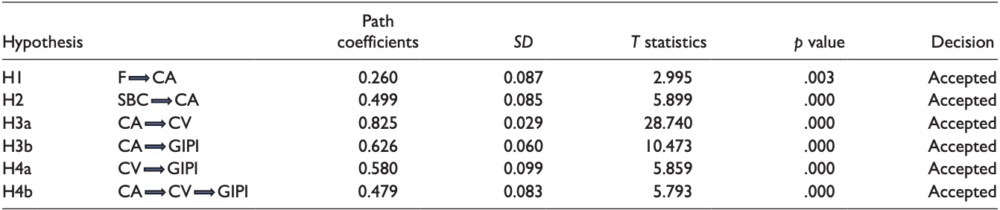 Hypothesis Path coefficients SD T statistics p value Decision
H1 F ⟹ CA 0.260 0.087 2.995 .003 Accepted
H2 SBC ⟹ CA 0.499 0.085 5.899 .000 Accepted
H3a CA ⟹ CV 0.825 0.029 28.740 .000 Accepted
H3b CA ⟹ GIPI 0.626 0.060 10.473 .000 Accepted
H4a CV ⟹ GIPI 0.580 0.099 5.859 .000 Accepted
H4b CA ⟹ CV ⟹ GIPI 0.479 0.083 5.793 .000 Accepted